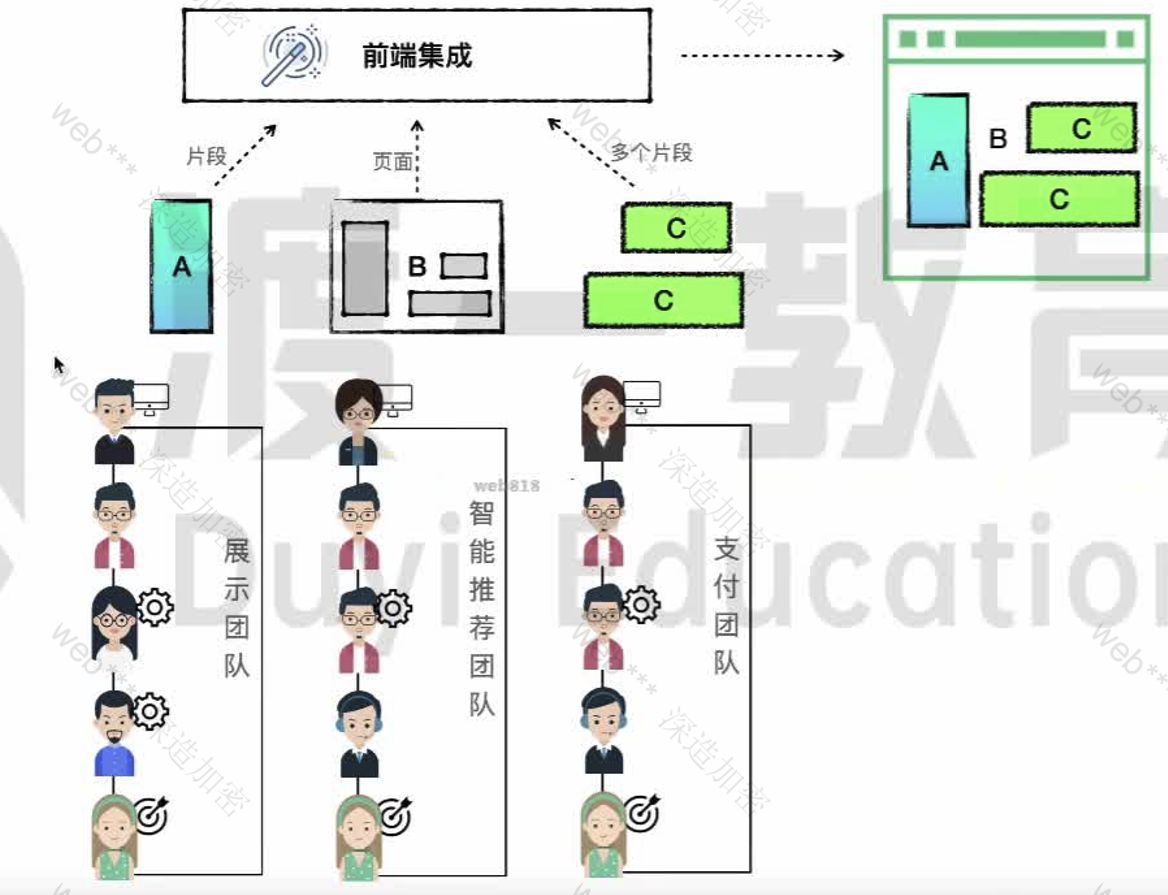 前端集成
片段
页面
多个片段
A
B
C
C
A
B
C
C
展示团队
智能推荐团队
支付团队
web818
渡一教育
Duyi Education
web***
深造加密